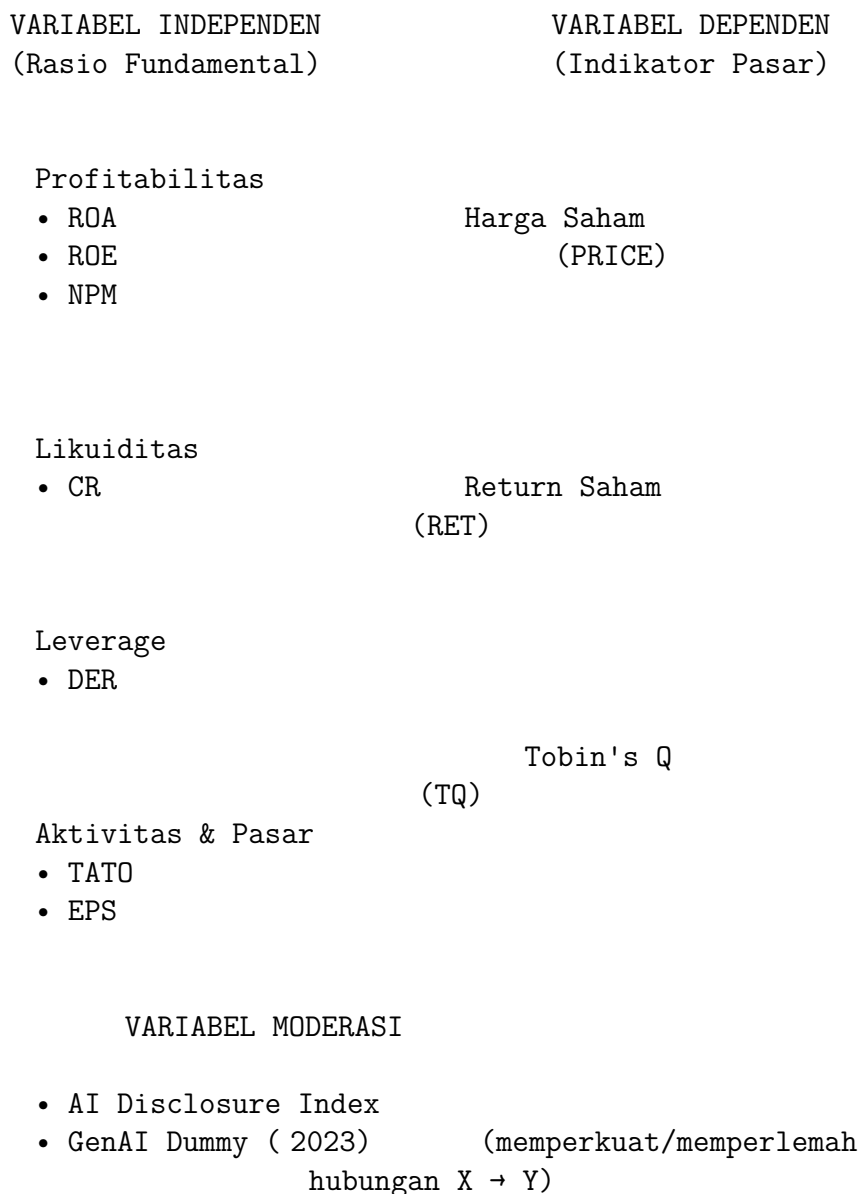 VARIABEL INDEPENDEN VARIABEL DEPENDEN
(Rasio Fundamental) (Indikator Pasar)
Profitabilitas
• ROA Harga Saham
• ROE (PRICE)
• NPM
Likuiditas
• CR Return Saham
(RET)
Leverage
• DER
Tobin's Q
(TQ)
Aktivitas & Pasar
• TATO
• EPS
VARIABEL MODERASI
• AI Disclosure Index
• GenAI Dummy ( 2023) (memperkuat/memperlemah
hubungan X → Y)